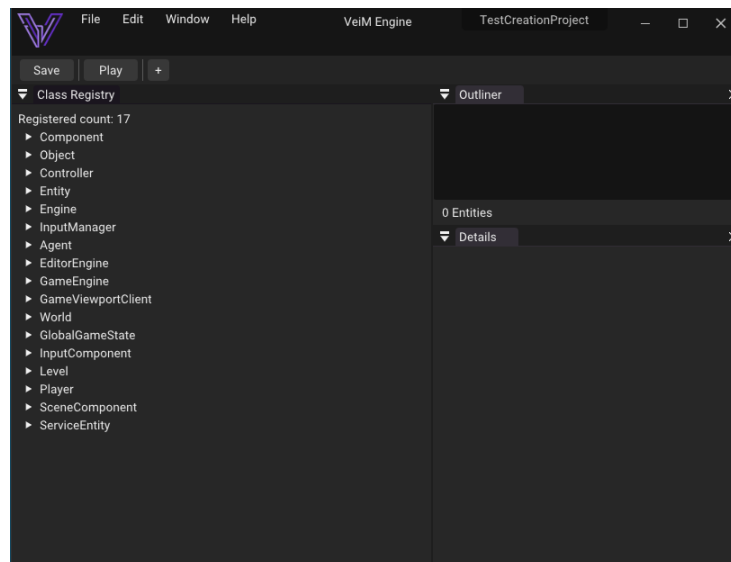 File Edit Window Help VeiM Engine TestCreationProject
Save Play +
Class Registry
Registered count: 17
Component
Object
Controller
Entity
Engine
InputManager
Agent
EditorEngine
GameEngine
GameViewportClient
World
GlobalGameState
InputComponent
Level
Player
SceneComponent
ServiceEntity
Outliner
0 Entities
Details